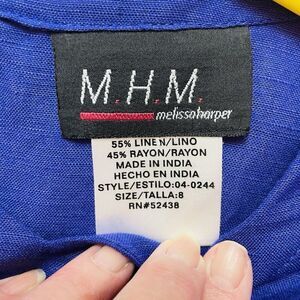 M.H.M.
melissaharper
55% LINEN/LINO
45% RAYON/RAYON
MADE IN INDIA
HECHO EN INDIA
STYLE/ESTILO:04-0244
SIZE/TALLA:8
RN#52438